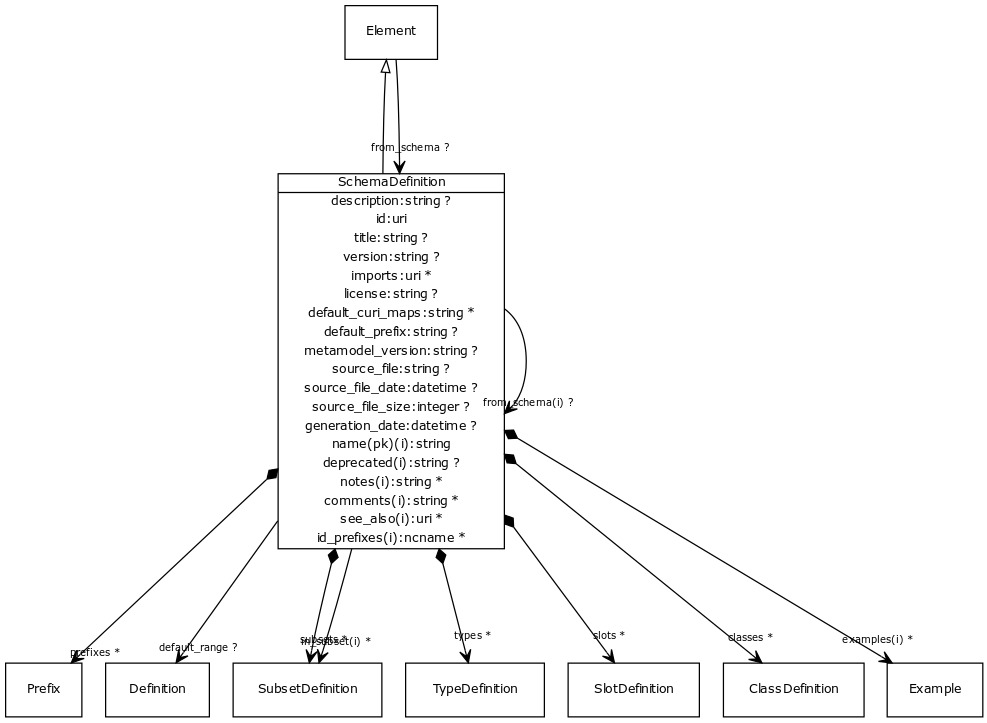 Element
from_schema ?
SchemaDefinition
description:string ?
id:uri
title:string ?
version:string ?
imports:uri *
license:string ?
default_curi_maps:string *
default_prefix:string ?
metamodel_version:string ?
source_file:string ?
source_file_date:datetime ?
source_file_size:integer ?
from_schema(i) ?
generation_date:datetime ?
name(pk)(i):string
deprecated(i):string ?
notes(i):string *
comments(i):string *
see_also(i):uri *
id_prefixes(i):ncname *
prefixes *
default_range ?
subsets *
in_subset(i) *
types *
slots *
classes *
examples(i) *
Prefix
Definition
SubsetDefinition
TypeDefinition
SlotDefinition
ClassDefinition
Example